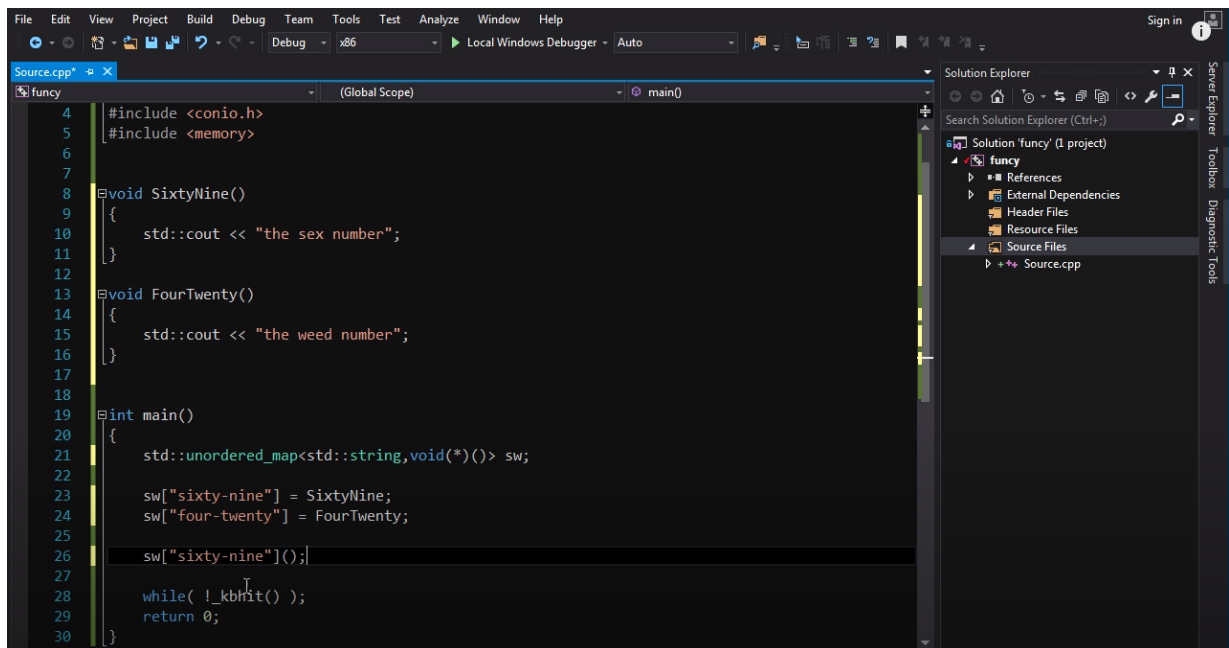 File Edit View Project Build Debug Team Tools Test Analyze Window Help Sign in
Debug x86 Local Windows Debugger Auto
Source.cpp*
funcy (Global Scope) main()
4 #include <conio.h>
5 #include <memory>
6
7
8 void SixtyNine()
9 {
10 std::cout << "the sex number";
11 }
12
13 void FourTwenty()
14 {
15 std::cout << "the weed number";
16 }
17
18
19 int main()
20 {
21 std::unordered_map<std::string,void(*)()> sw;
22
23 sw["sixty-nine"] = SixtyNine;
24 sw["four-twenty"] = FourTwenty;
25
26 sw["sixty-nine"]();
27
28 while( !_kbhit() );
29 return 0;
30 }
Solution Explorer
Search Solution Explorer (Ctrl+;)
Solution 'funcy' (1 project)
funcy
References
External Dependencies
Header Files
Resource Files
Source Files
Source.cpp
Server Explorer
Toolbox
Diagnostic Tools